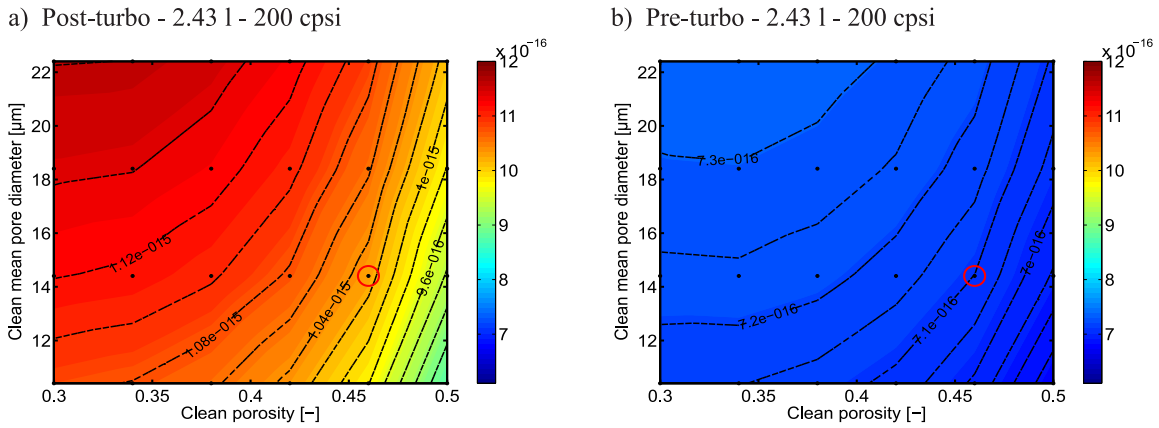 a) Post-turbo - 2.43 l - 200 cpsi
x 10⁻¹⁶
Clean mean pore diameter [µm]
22
20
18
16
14
12
0.3 0.35 0.4 0.45 0.5
Clean porosity [−]
1.12e−015
1.08e−015
1.04e−015
4e−015
9.6e−016
12
11
10
9
8
7
b) Pre-turbo - 2.43 l - 200 cpsi
x 10⁻¹⁶
Clean mean pore diameter [µm]
22
20
18
16
14
12
0.3 0.35 0.4 0.45 0.5
Clean porosity [−]
7.3e−016
7.2e−016
7.1e−016
7e−016
12
11
10
9
8
7